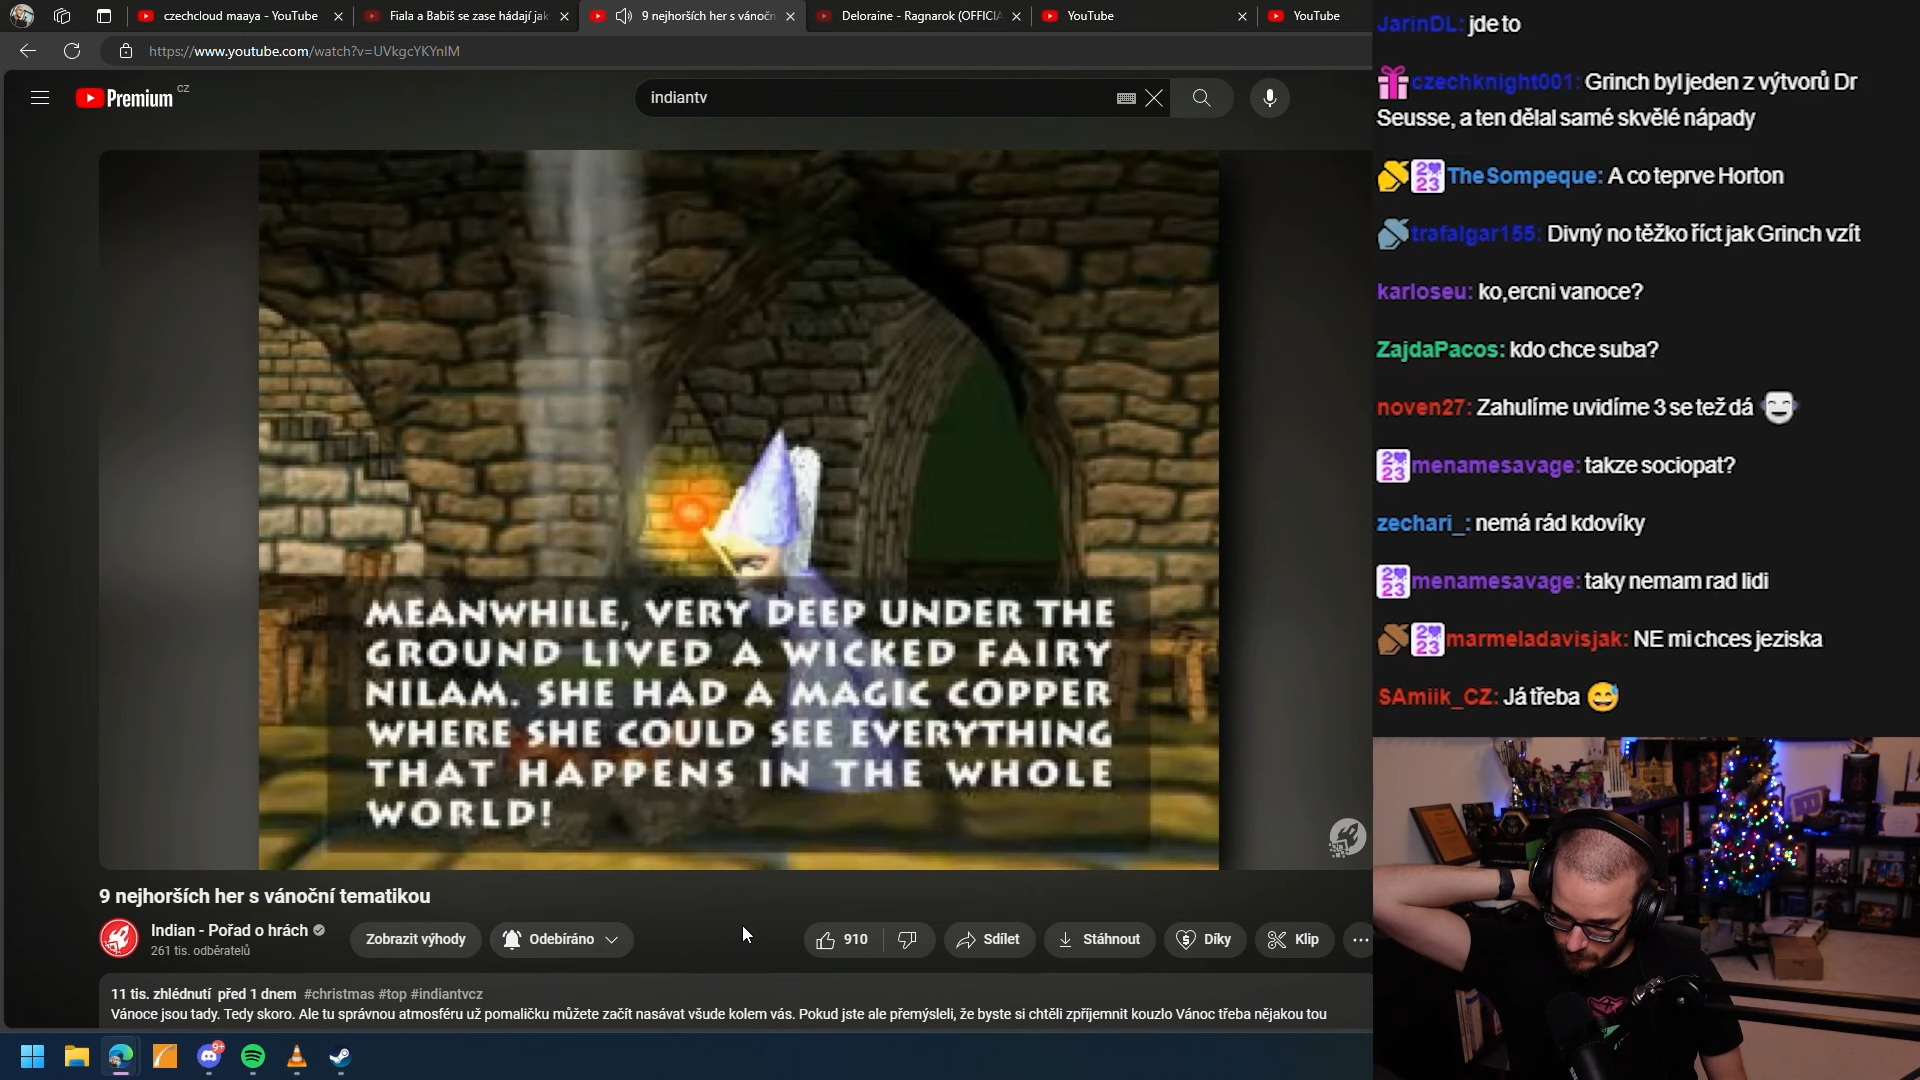 czechcloud maaya - YouTube
Fiala a Babiš se zase hádají jak
9 nejhorších her s vánočn
Deloraine - Ragnarok (OFFICIA
YouTube
YouTube
https://www.youtube.com/watch?v=UVkgcYKYnIM
Premium CZ
indiantv
MEANWHILE, VERY DEEP UNDER THE
GROUND LIVED A WICKED FAIRY
NILAM. SHE HAD A MAGIC COPPER
WHERE SHE COULD SEE EVERYTHING
THAT HAPPENS IN THE WHOLE
WORLD!
9 nejhorších her s vánoční tematikou
Indian - Pořad o hrách
261 tis. odběratelů
Zobrazit výhody
Odebíráno
910
Sdílet
Stáhnout
Díky
Klip
11 tis. zhlédnutí před 1 dnem #christmas #top #indiantvcz
Vánoce jsou tady. Tedy skoro. Ale tu správnou atmosféru už pomaličku můžete začít nasávat všude kolem vás. Pokud jste ale přemýšleli, že byste si chtěli zpříjemnit kouzlo Vánoc třeba nějakou tou
9+
JarinDL: jde to
czechknight001: Grinch byl jeden z výtvorů Dr
Seusse, a ten dělal samé skvělé nápady
2023 TheSompeque: A co teprve Horton
trafalgar155: Divný no těžko říct jak Grinch vzít
karloseu: ko,ercni vanoce?
ZajdaPacos: kdo chce suba?
noven27: Zahulíme uvidíme 3 se tež dá
2023 menamesavage: takze sociopat?
zechari_: nemá rád kdovíky
2023 menamesavage: taky nemam rad lidi
2023 marmeladavisjak: NE mi chces jeziska
SAmiik_CZ: Já třeba